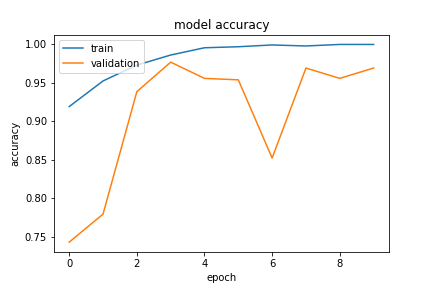 model accuracy
train
validation
accuracy
1.00
0.95
0.90
0.85
0.80
0.75
0 2 4 6 8
epoch